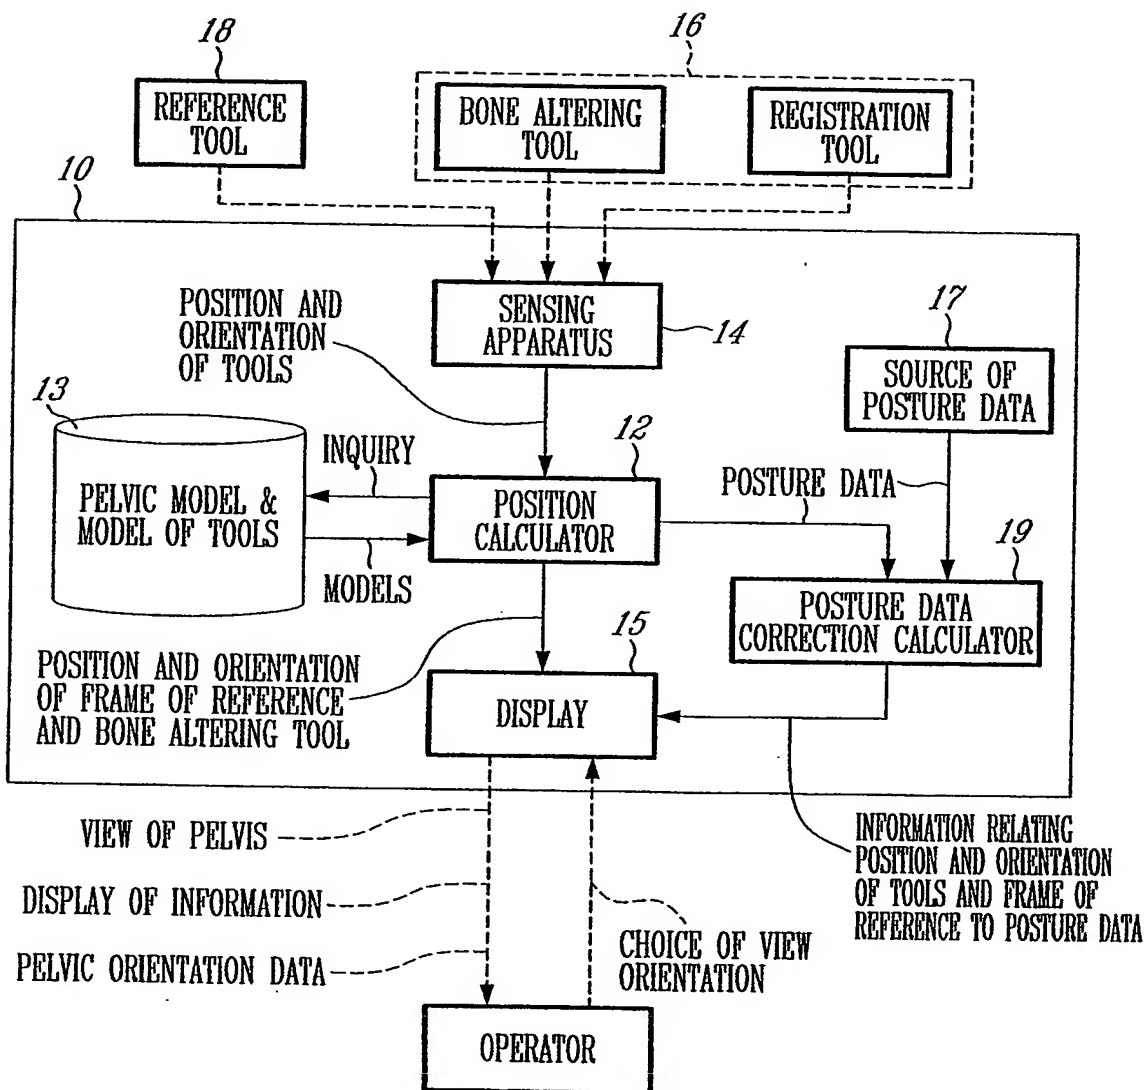 18
16
REFERENCE
TOOL
BONE ALTERING
TOOL
REGISTRATION
TOOL
10
POSITION AND
ORIENTATION
OF TOOLS
SENSING
APPARATUS
14
17
SOURCE OF
POSTURE DATA
13
PELVIC MODEL &
MODEL OF TOOLS
INQUIRY
MODELS
12
POSITION
CALCULATOR
POSTURE DATA
19
POSTURE DATA
CORRECTION CALCULATOR
POSITION AND ORIENTATION
OF FRAME OF REFERENCE
AND BONE ALTERING TOOL
15
DISPLAY
VIEW OF PELVIS
DISPLAY OF INFORMATION
PELVIC ORIENTATION DATA
CHOICE OF VIEW
ORIENTATION
INFORMATION RELATING
POSITION AND ORIENTATION
OF TOOLS AND FRAME OF
REFERENCE TO POSTURE DATA
OPERATOR